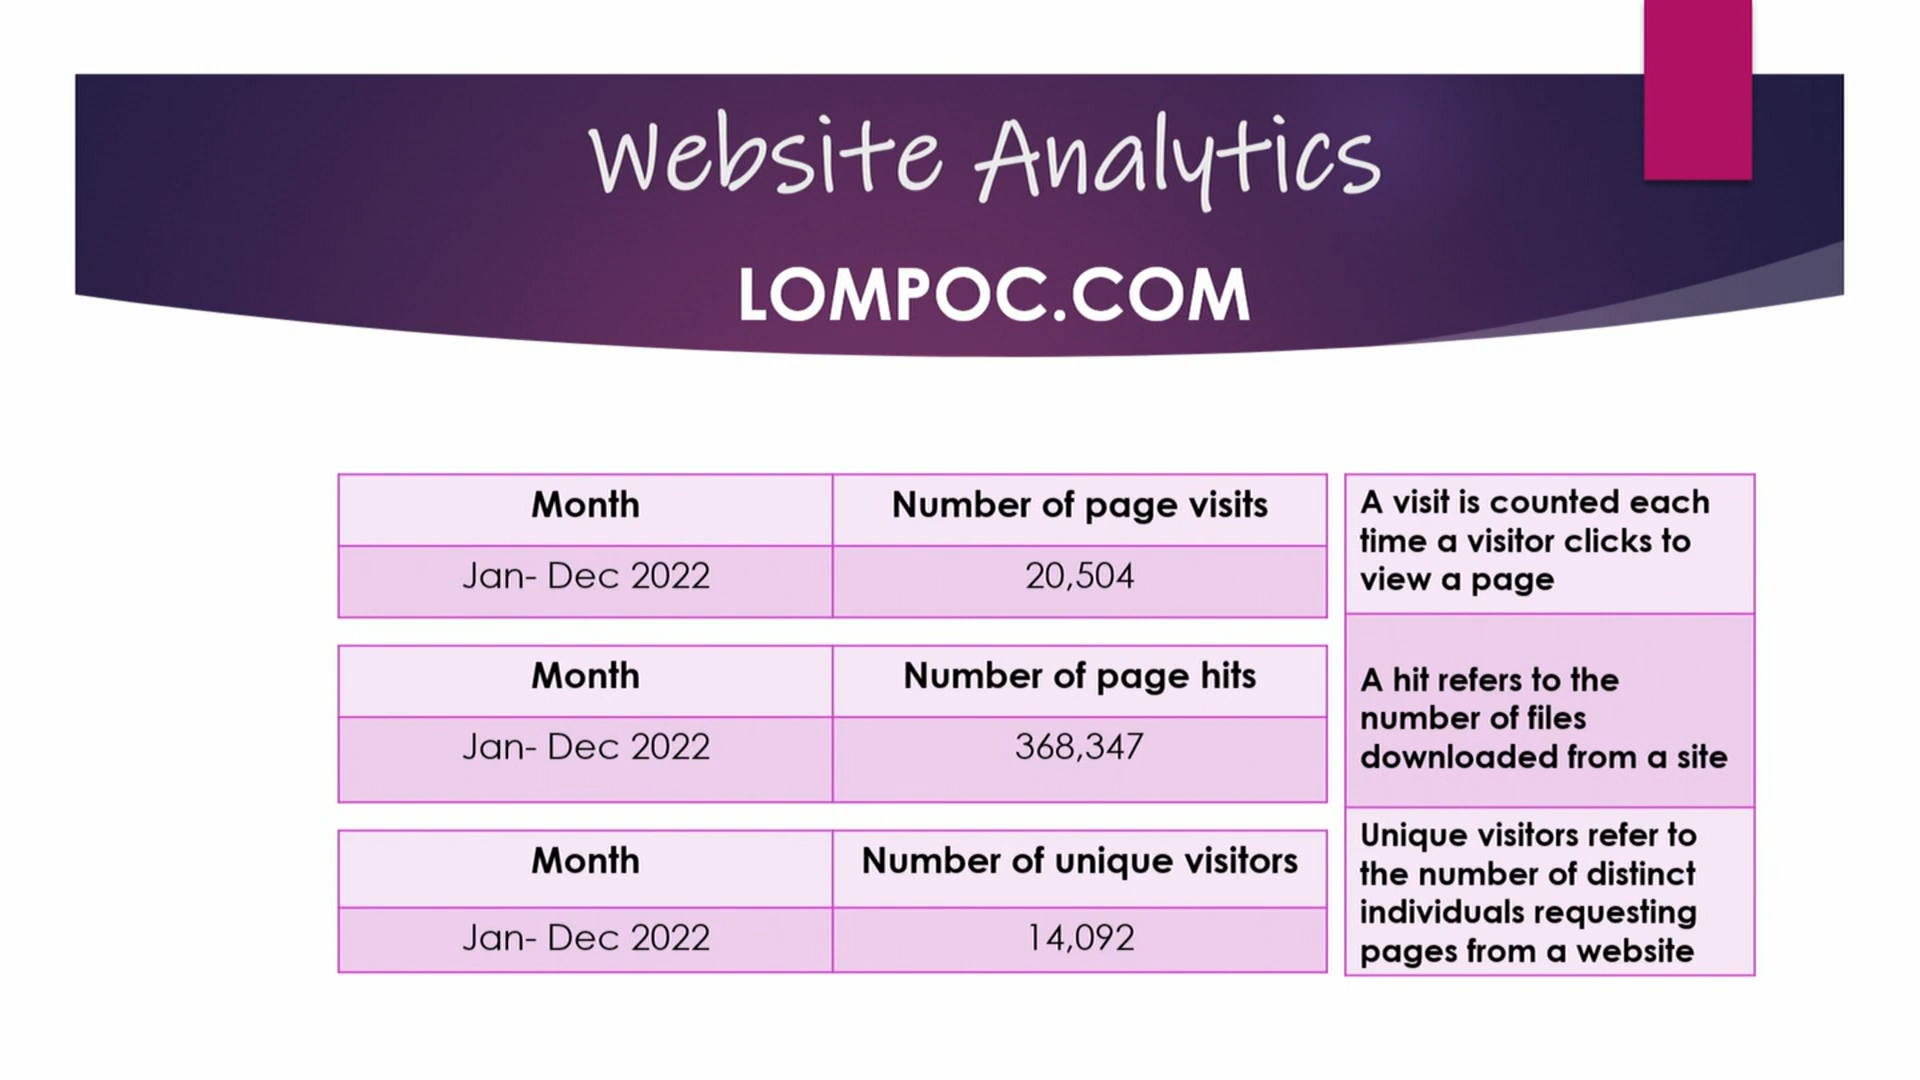 Website Analytics
LOMPOC.COM
Month Number of page visits
Jan- Dec 2022 20,504
Month Number of page hits
Jan- Dec 2022 368,347
Month Number of unique visitors
Jan- Dec 2022 14,092
A visit is counted each
time a visitor clicks to
view a page
A hit refers to the
number of files
downloaded from a site
Unique visitors refer to
the number of distinct
individuals requesting
pages from a website